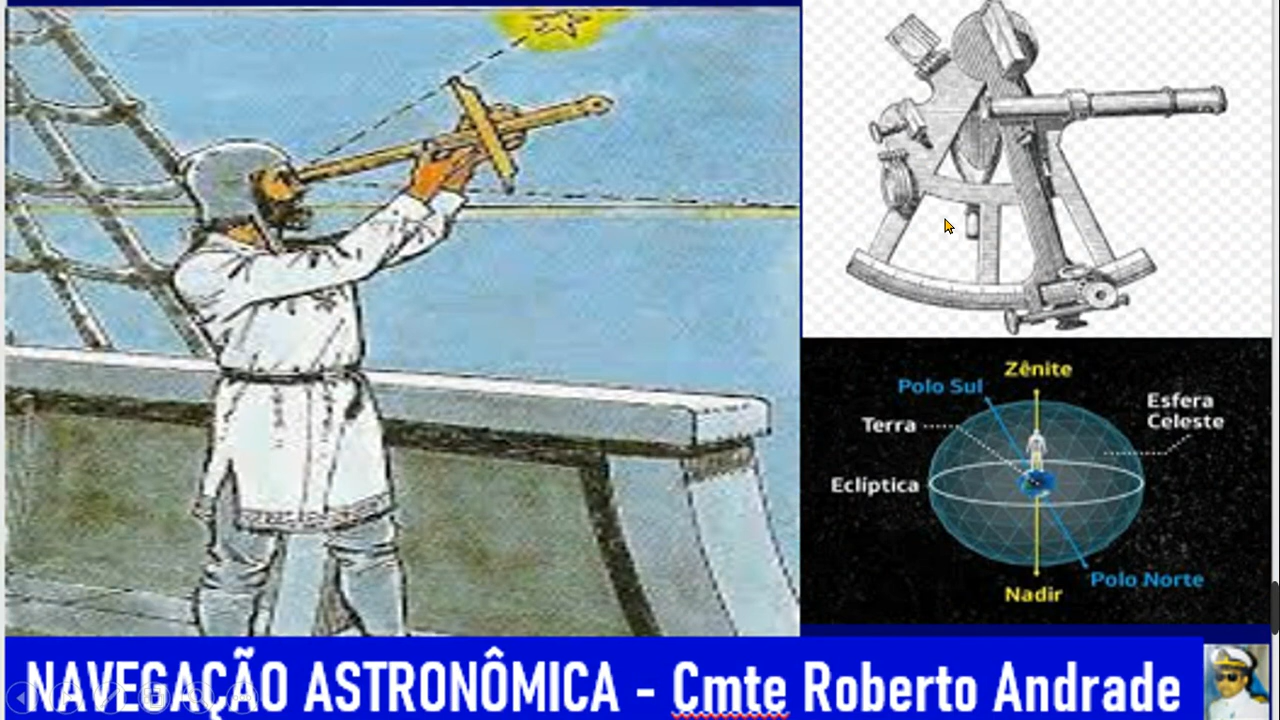 Zênite
Polo Sul
Esfera
Celeste
Terra
Eclíptica
Polo Norte
Nadir
NAVEGAÇÃO ASTRONÔMICA - Cmte Roberto Andrade